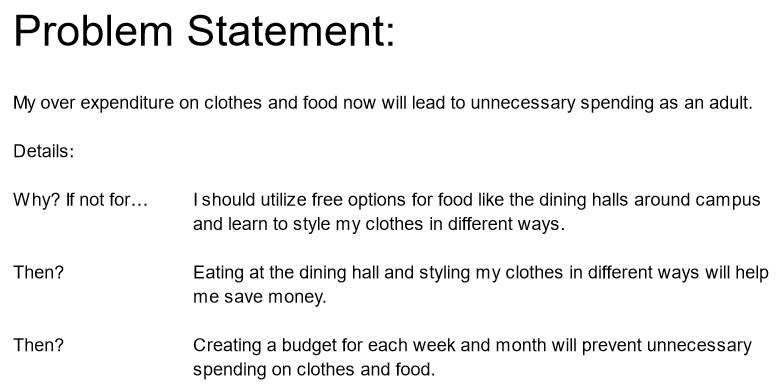 Problem Statement:
My over expenditure on clothes and food now will lead to unnecessary spending as an adult.
Details:
Why? If not for… I should utilize free options for food like the dining halls around campus
and learn to style my clothes in different ways.
Then? Eating at the dining hall and styling my clothes in different ways will help
me save money.
Then? Creating a budget for each week and month will prevent unnecessary
spending on clothes and food.